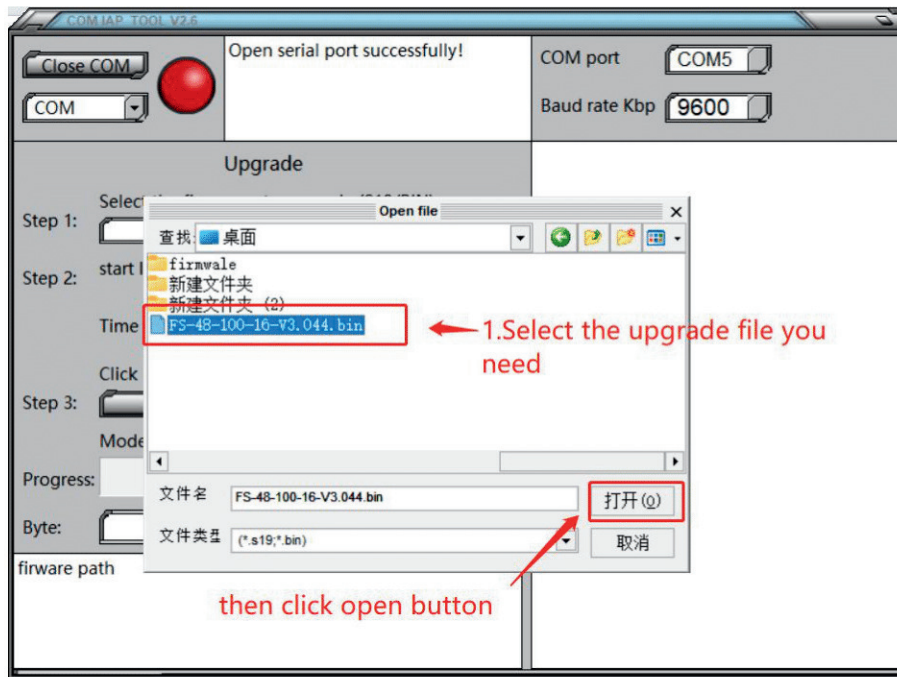 COM IAP TOOL V2.6
Close COM
COM
Open serial port successfully!
COM port
COM5
Baud rate Kbp
9600
Upgrade
Step 1:
Step 2:
start
Time
Click
Step 3:
Mode
Progress:
Byte:
firware path
Open file
查找:
桌面
firmwale
新建文件夹
新建文件夹 (2)
FS-48-100-16-V3.044.bin
1.Select the upgrade file you
need
文件名
FS-48-100-16-V3.044.bin
打开(O)
文件类型
(*.s19;*.bin)
取消
then click open button